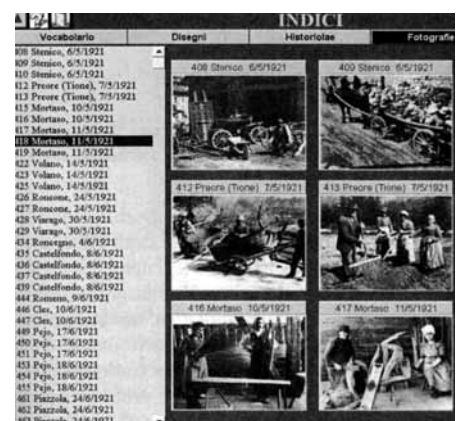 INDICI
Vocabolario
Disegni
Historiolae
Fotografie
408 Stenico, 6/5/1921
409 Stenico, 6/5/1921
410 Stenico, 6/5/1921
412 Preore (Tione), 7/5/1921
413 Preore (Tione), 7/5/1921
415 Mortaso, 10/5/1921
416 Mortaso, 10/5/1921
417 Mortaso, 11/5/1921
418 Mortaso, 11/5/1921
419 Mortaso, 11/5/1921
422 Volano, 14/5/1921
423 Volano, 14/5/1921
425 Volano, 14/5/1921
426 Roncone, 24/5/1921
427 Roncone, 24/5/1921
428 Viarago, 30/5/1921
429 Viarago, 30/5/1921
434 Roncegno, 4/6/1921
435 Castelfondo, 8/6/1921
436 Castelfondo, 8/6/1921
437 Castelfondo, 8/6/1921
439 Castelfondo, 8/6/1921
444 Romeno, 9/6/1921
446 Cles, 10/6/1921
447 Cles, 10/6/1921
449 Pejo, 17/6/1921
450 Pejo, 17/6/1921
451 Pejo, 17/6/1921
453 Pejo, 18/6/1921
454 Pejo, 18/6/1921
455 Pejo, 18/6/1921
461 Piazzola, 24/6/1921
462 Piazzola, 24/6/1921
408 Stenico 6/5/1921
409 Stenico 6/5/1921
412 Preore (Tione) 7/5/1921
413 Preore (Tione) 7/5/1921
416 Mortaso 10/5/1921
417 Mortaso 11/5/1921